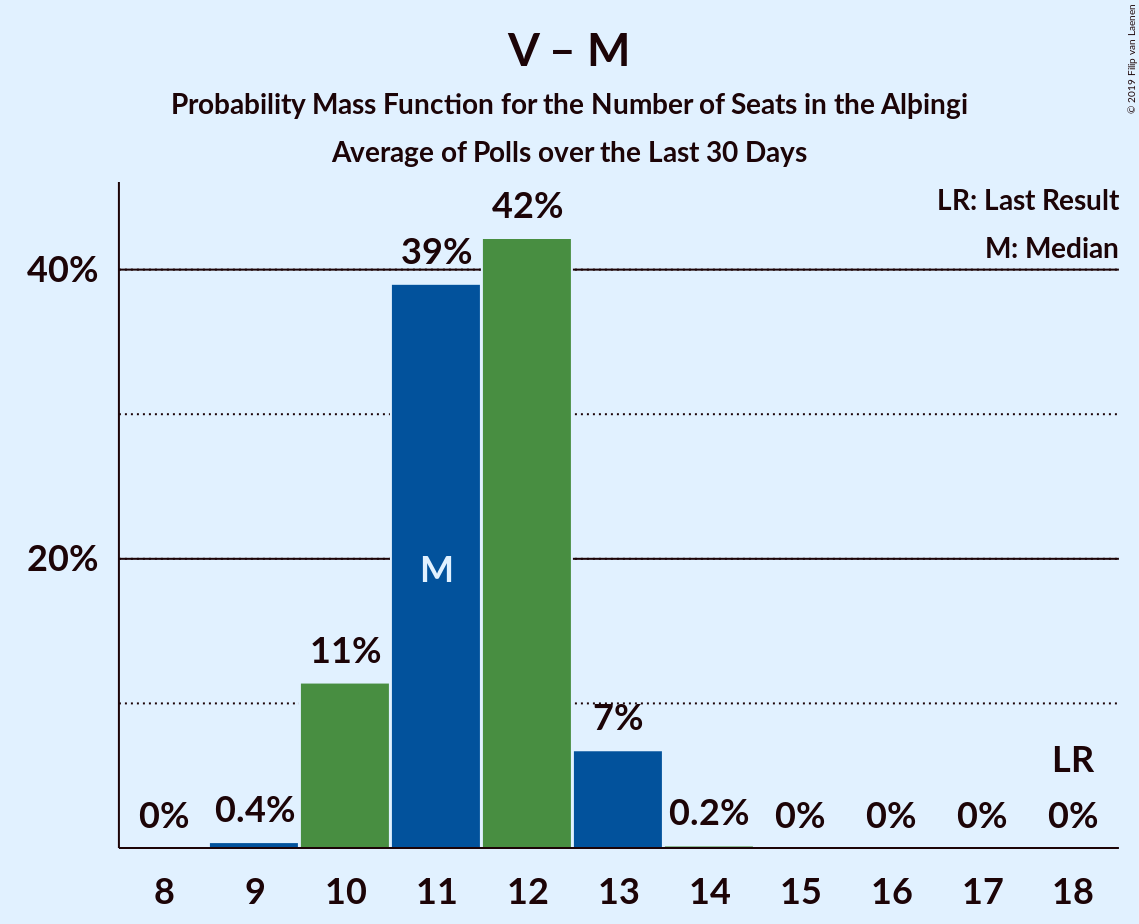 V – M
Probability Mass Function for the Number of Seats in the Alþingi
Average of Polls over the Last 30 Days
© 2019 Filip van Laenen
LR: Last Result
M: Median
40%
20%
0%
0.4%
11%
39%
42%
7%
0.2%
0%
0%
0%
0%
M
LR
8 9 10 11 12 13 14 15 16 17 18